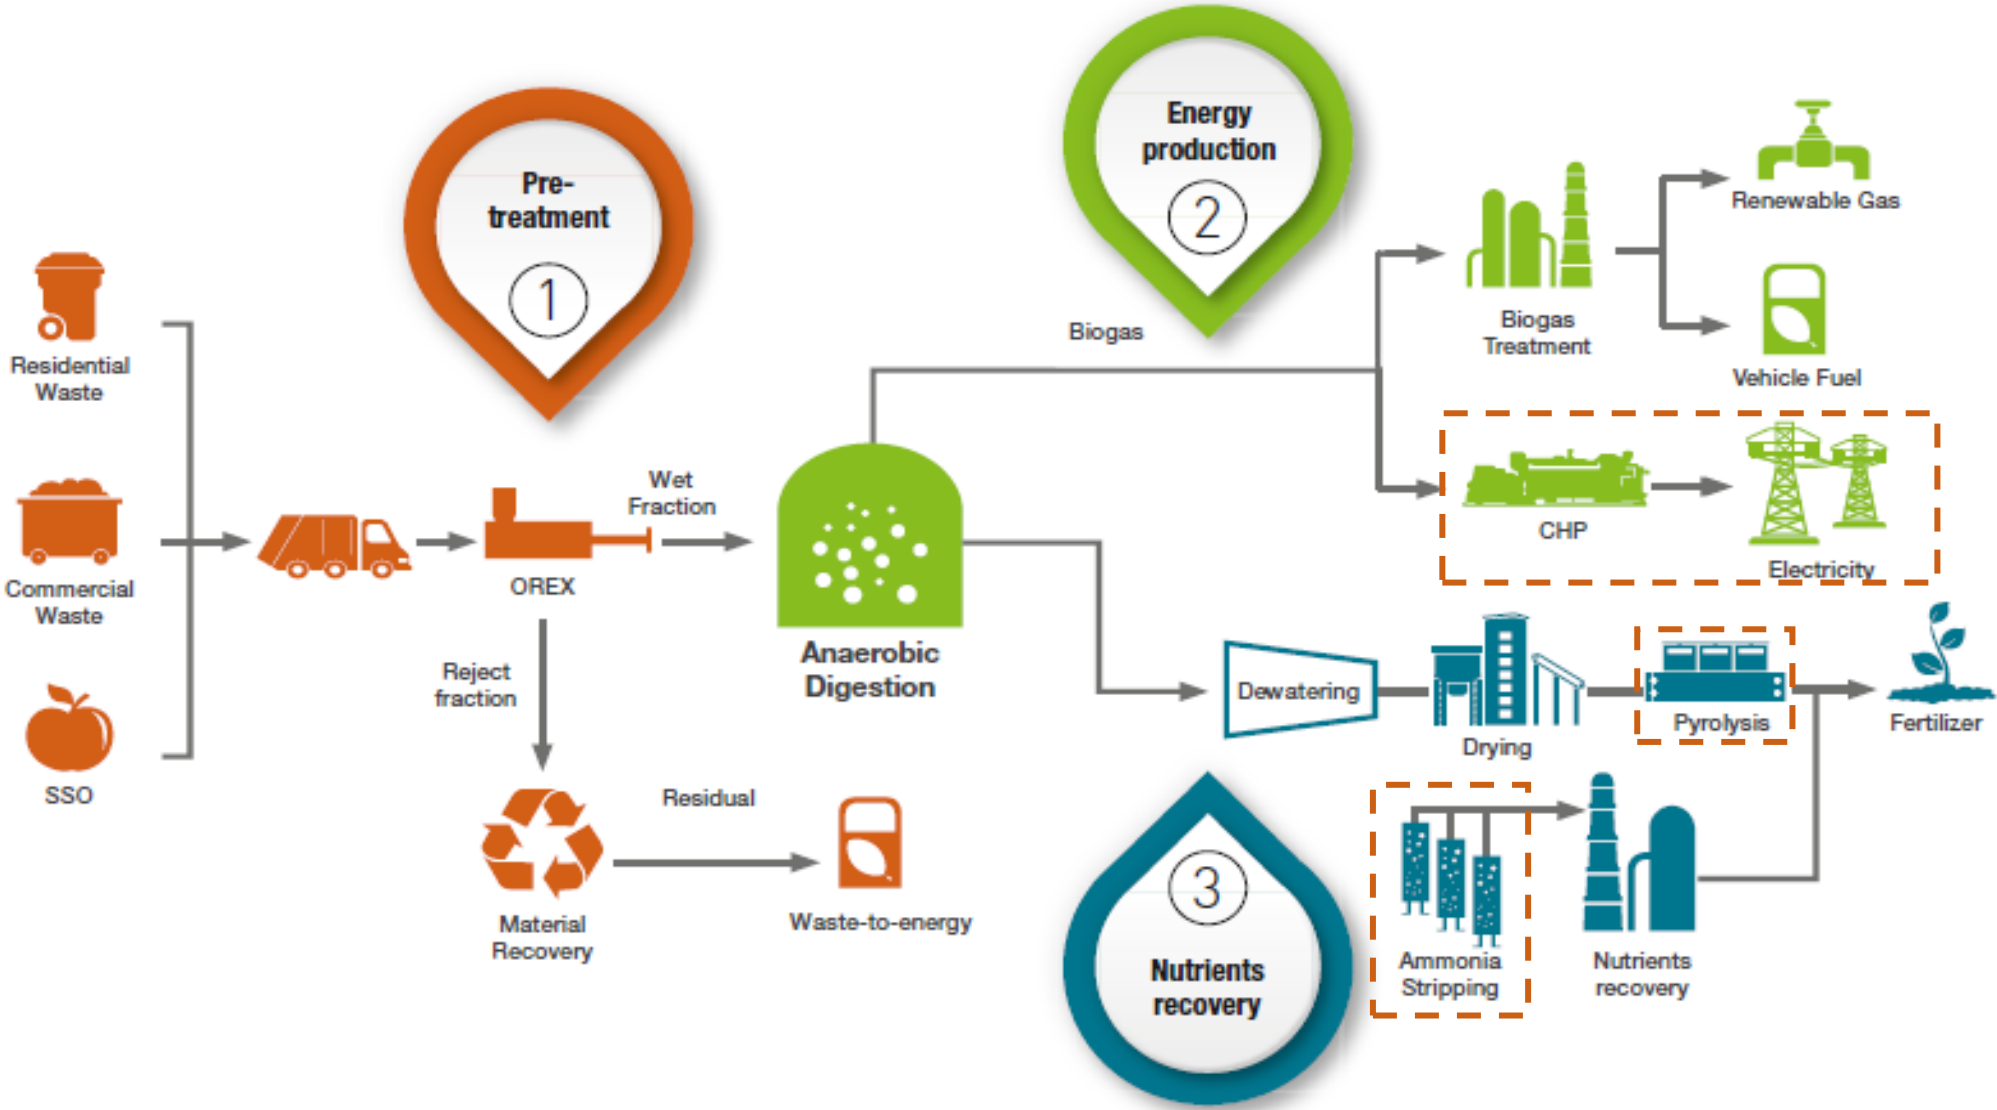 Pre-
treatment
1
Energy
production
2
Renewable Gas
Biogas
Treatment
Biogas
Vehicle Fuel
Residential
Waste
Wet
Fraction
CHP
Electricity
Commercial
Waste
OREX
Reject
fraction
Anaerobic
Digestion
Dewatering
Drying
Pyrolysis
Fertilizer
SSO
Residual
Material
Recovery
Waste-to-energy
3
Nutrients
recovery
Ammonia
Stripping
Nutrients
recovery